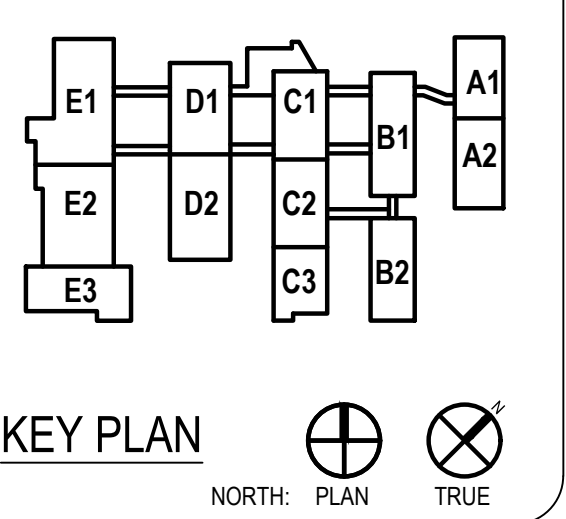 E1 D1 C1 B1 A1
A2
E2 D2 C2
E3 C3 B2
KEY PLAN
N
NORTH: PLAN TRUE